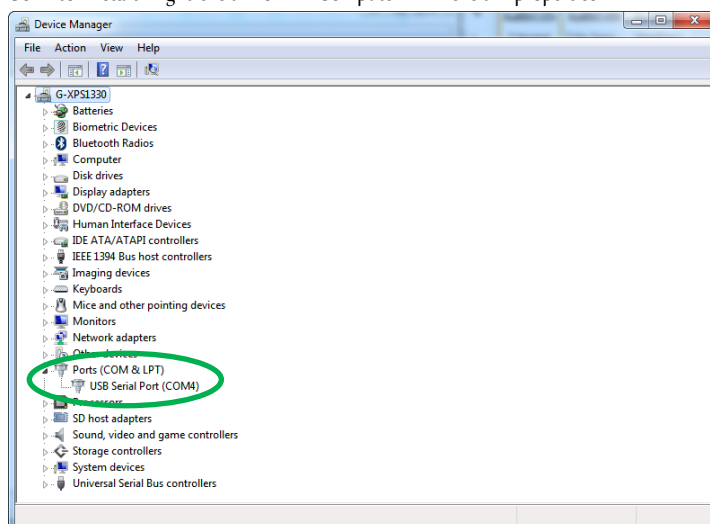 Device Manager
File Action View Help
G-XPS1330
Batteries
Biometric Devices
Bluetooth Radios
Computer
Disk drives
Display adapters
DVD/CD-ROM drives
Human Interface Devices
IDE ATA/ATAPI controllers
IEEE 1394 Bus host controllers
Imaging devices
Keyboards
Mice and other pointing devices
Monitors
Network adapters
Other devices
Ports (COM & LPT)
USB Serial Port (COM4)
Processors
SD host adapters
Sound, video and game controllers
Storage controllers
System devices
Universal Serial Bus controllers